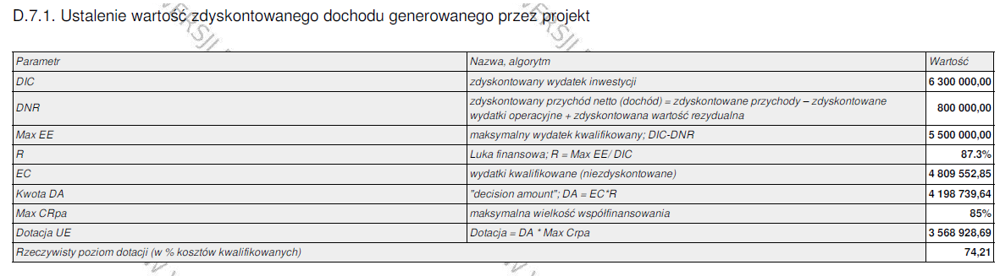 D.7.1. Ustalenie wartość zdyskontowanego dochodu generowanego przez projekt
ERSJI
ERSJI
Parametr Nazwa, algorytm Wartość
DIC zdyskontowany wydatek inwestycji 6 300 000,00
DNR zdyskontowany przychód netto (dochód) = zdyskontowane przychody – zdyskontowane
wydatki operacyjne + zdyskontowana wartość rezydualna 800 000,00
Max EE maksymalny wydatek kwalifikowany; DIC-DNR 5 500 000,00
R Luka finansowa; R = Max EE/ DIC 87.3%
EC wydatki kwalifikowane (niezdyskontowane) 4 809 552,85
Kwota DA "decision amount"; DA = EC*R 4 198 739,64
Max CRpa maksymalna wielkość współfinansowania 85%
Dotacja UE Dotacja = DA * Max Crpa 3 568 928,69
Rzeczywisty poziom dotacji (w % kosztów kwalifikowanych) 74,21